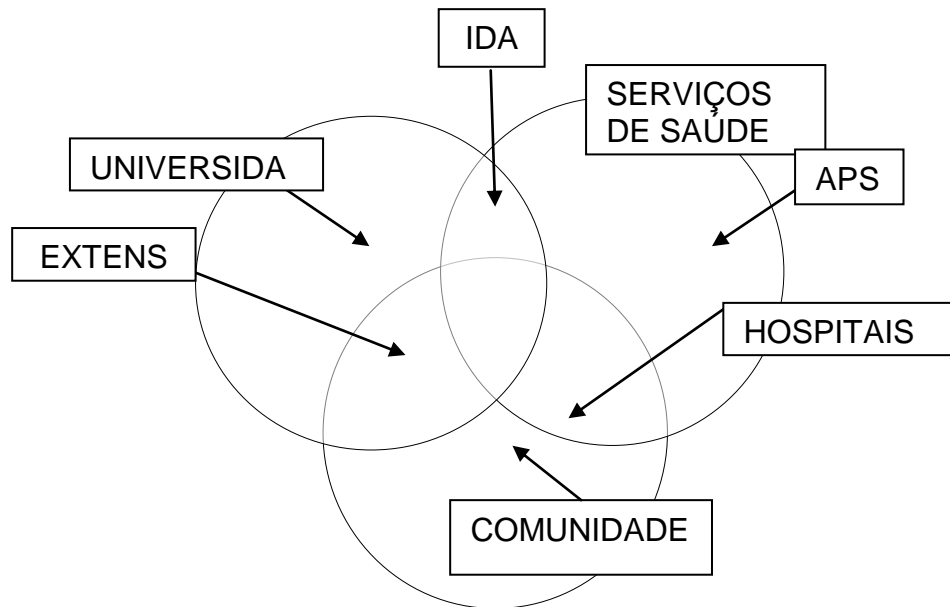 IDA
SERVIÇOS
DE SAÚDE
UNIVERSIDA
APS
EXTENS
HOSPITAIS
COMUNIDADE